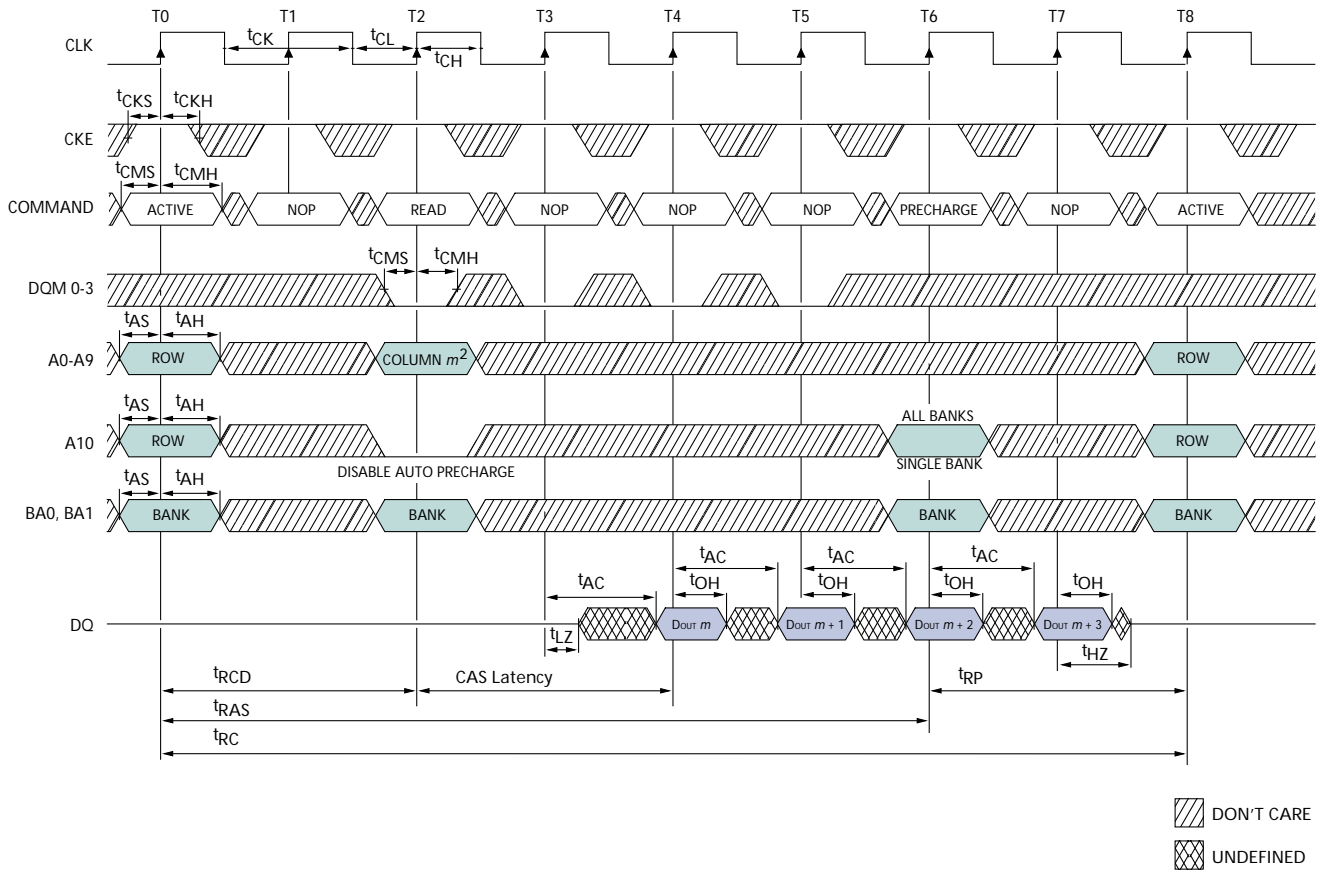 T0 T1 T2 T3 T4 T5 T6 T7 T8
CLK
tCK tCL
tCH
tCKS tCKH
CKE
tCMS tCMH
COMMAND ACTIVE NOP READ NOP NOP NOP PRECHARGE NOP ACTIVE
tCMS tCMH
DQM 0-3
tAS tAH
A0-A9 ROW COLUMN m2 ROW
tAS tAH
ALL BANKS
A10 ROW ROW
SINGLE BANK
DISABLE AUTO PRECHARGE
tAS tAH
BA0, BA1 BANK BANK BANK BANK
tAC tAC tAC
tAC tOH tOH tOH tOH
DQ DOUT m DOUT m + 1 DOUT m + 2 DOUT m + 3
tLZ
tHZ
tRCD CAS Latency tRP
tRAS
tRC
DON'T CARE
UNDEFINED